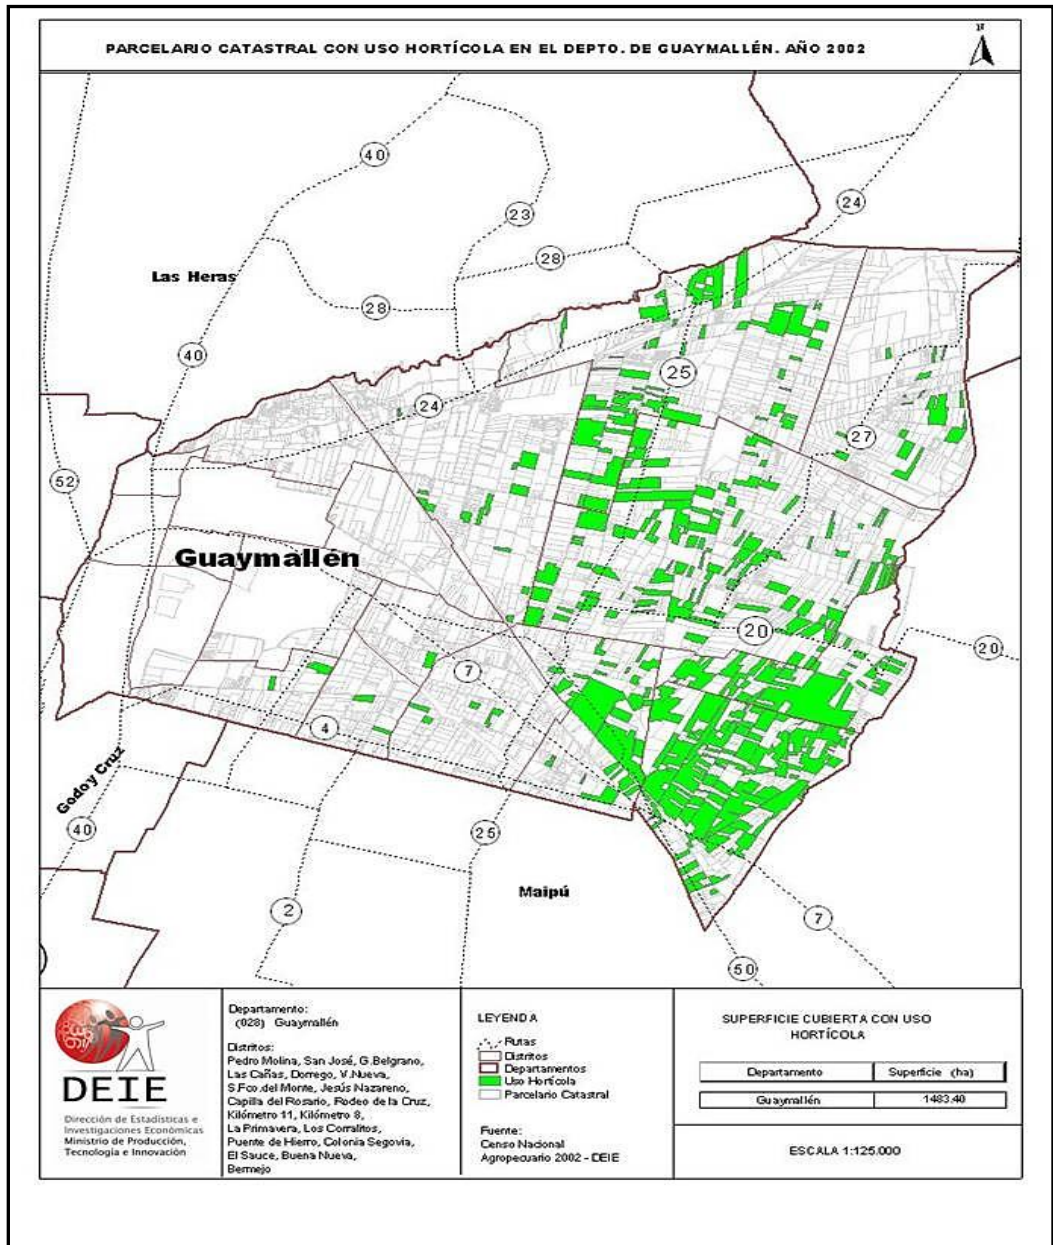 PARCELARIO CATASTRAL CON USO HORTÍCOLA EN EL DEPTO. DE GUAYMALLÉN. AÑO 2002
N
40
23
24
28
Las Heras
28
40
25
24
27
52
Guaymallén
20
20
7
4
Godoy Cruz
40
25
Maipú
2
7
50
DEIE
Dirección de Estadísticas e
Investigaciones Económicas
Ministerio de Producción,
Tecnología e Innovación
Departamento:
(028) Guaymallén
Distritos:
Pedro Molina, San José, G.Belgrano,
Las Cañas, Dorrego, V.Nueva,
S.Fco.del Monte, Jesús Nazareno,
Capilla del Rosario, Rodeo de la Cruz,
Kilómetro 11, Kilómetro 8,
La Primavera, Los Corralitos,
Puente de Hierro, Colonia Segovia,
El Sauce, Buena Nueva,
Bermejo
LEYENDA
Rutas
Distritos
Departamentos
Uso Hortícola
Parcelario Catastral
Fuente:
Censo Nacional
Agropecuario 2002 - DEIE
SUPERFICIE CUBIERTA CON USO
HORTÍCOLA
Departamento Superficie (ha)
Guaymallén 1483.40
ESCALA 1:125.000